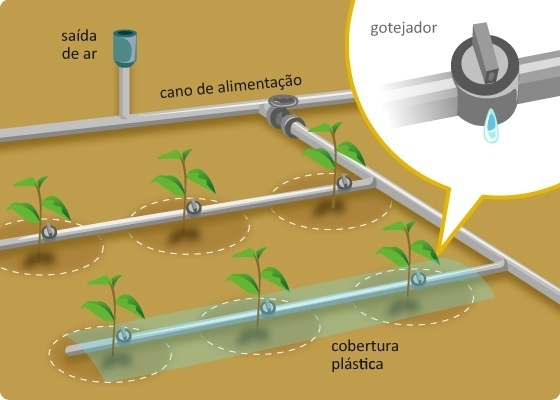 saída
de ar
cano de alimentação
gotejador
cobertura
plástica